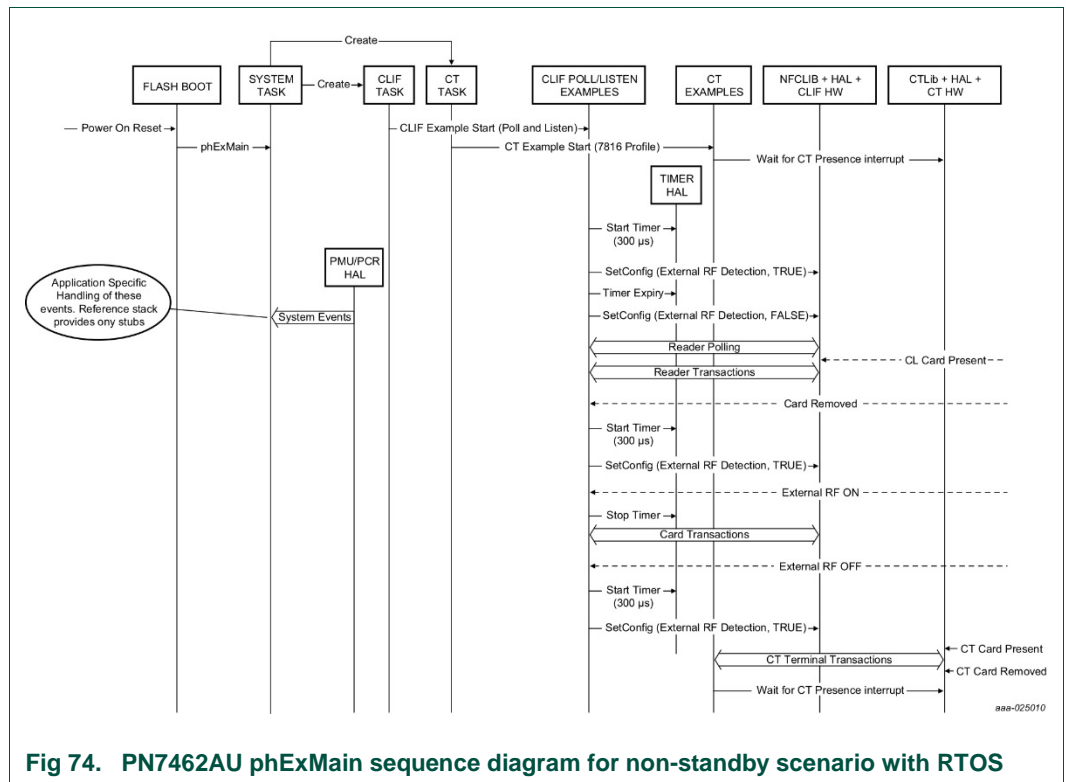 Create
FLASH BOOT
SYSTEM
TASK
Create
CLIF
TASK
CT
TASK
CLIF POLL/LISTEN
EXAMPLES
CT
EXAMPLES
NFCLIB + HAL +
CLIF HW
CTLib + HAL +
CT HW
Power On Reset
CLIF Example Start (Poll and Listen)
phExMain
CT Example Start (7816 Profile)
Wait for CT Presence interrupt
TIMER
HAL
Start Timer
(300 µs)
PMU/PCR
HAL
SetConfig (External RF Detection, TRUE)
Application Specific
Handling of these
events. Reference stack
provides ony stubs
Timer Expiry
System Events
SetConfig (External RF Detection, FALSE)
Reader Polling
CL Card Present
Reader Transactions
Card Removed
Start Timer
(300 µs)
SetConfig (External RF Detection, TRUE)
External RF ON
Stop Timer
Card Transactions
External RF OFF
Start Timer
(300 µs)
SetConfig (External RF Detection, TRUE)
CT Card Present
CT Terminal Transactions
CT Card Removed
Wait for CT Presence interrupt
aaa-025010
Fig 74. PN7462AU phExMain sequence diagram for non-standby scenario with RTOS